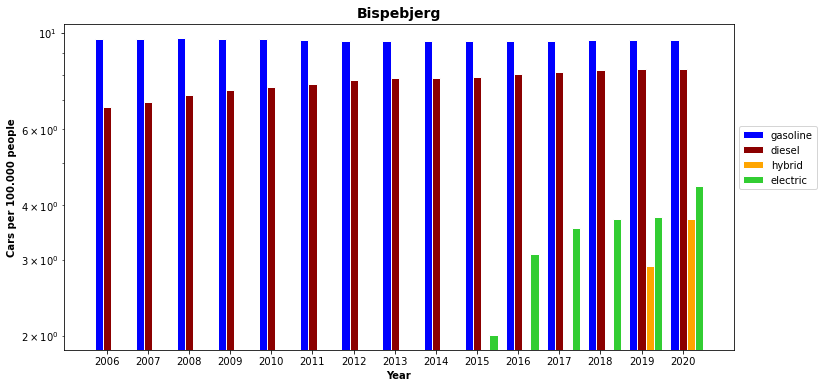 Bispebjerg
Cars per 100.000 people
10¹
6 × 10⁰
4 × 10⁰
3 × 10⁰
2 × 10⁰
2006 2007 2008 2009 2010 2011 2012 2013 2014 2015 2016 2017 2018 2019 2020
Year
gasoline
diesel
hybrid
electric